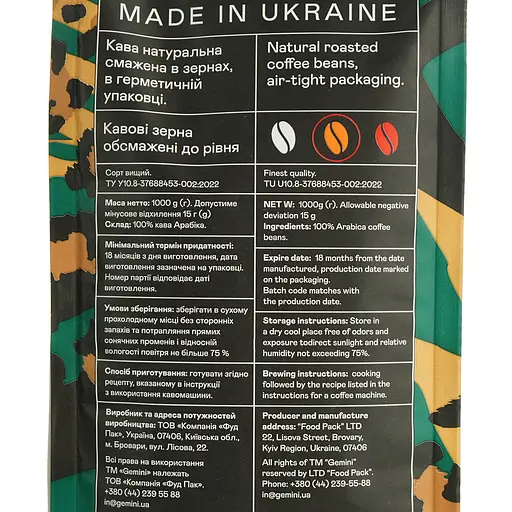 MADE IN UKRAINE
Кава натуральна
смажена в зернах,
в герметичній
упаковці.
Natural roasted
coffee beans,
air-tight packaging.
Кавові зерна
обсмажені до рівня
Сорт вищий.
ТУ У10.8-37688453-002:2022
Finest quality.
TU U10.8-37688453-002:2022
Маса нетто: 1000 g (г). Допустиме
мінусове відхилення 15 г (g)
Склад: 100% кава Арабіка.
NET W: 1000g (г). Allowable negative
deviation 15 g
Ingredients: 100% Arabica coffee
beans.
Мінімальний термін придатності:
18 місяців з дня виготовлення, дата
виготовлення зазначена на упаковці.
Номер партії відповідає даті
виготовлення.
Expire date: 18 months from the date
manufactured, production date marked
on the packaging.
Batch code matches with
the production date.
Умови зберігання: зберігати в сухому
прохолодному місці без сторонніх
запахів та потрапляння прямих
сонячних променів і відносній
вологості повітря не більше 75 %
Storage instructions: Store in
a dry cool place free of odors and
exposure todirect sunlight and relative
humidity not exceeding 75%.
Спосіб приготування: готувати згідно
рецепту, вказаному в інструкції
з використання кавомашини.
Brewing instructions: cooking
followed by the recipe listed in the
instructions for a coffee machine.
Виробник та адреса потужностей
виробництва: ТОВ «Компанія «Фуд
Пак», Україна, 07406, Київська обл.,
м. Бровари, вул. Лісова, 22.
Всі права на використання
ТМ «Gemini» належать
ТОВ «Компанія «Фуд Пак».
+380 (44) 239 55 88
in@gemini.ua
Producer and manufacture
address: "Food Pack" LTD
22, Lisova Street, Brovary,
Kyiv Region, Ukraine, 07406
All rights of TM "Gemini"
reserved by LTD "Food Pack".
Phone: +380 (44) 239-55-88
in@gemini.ua